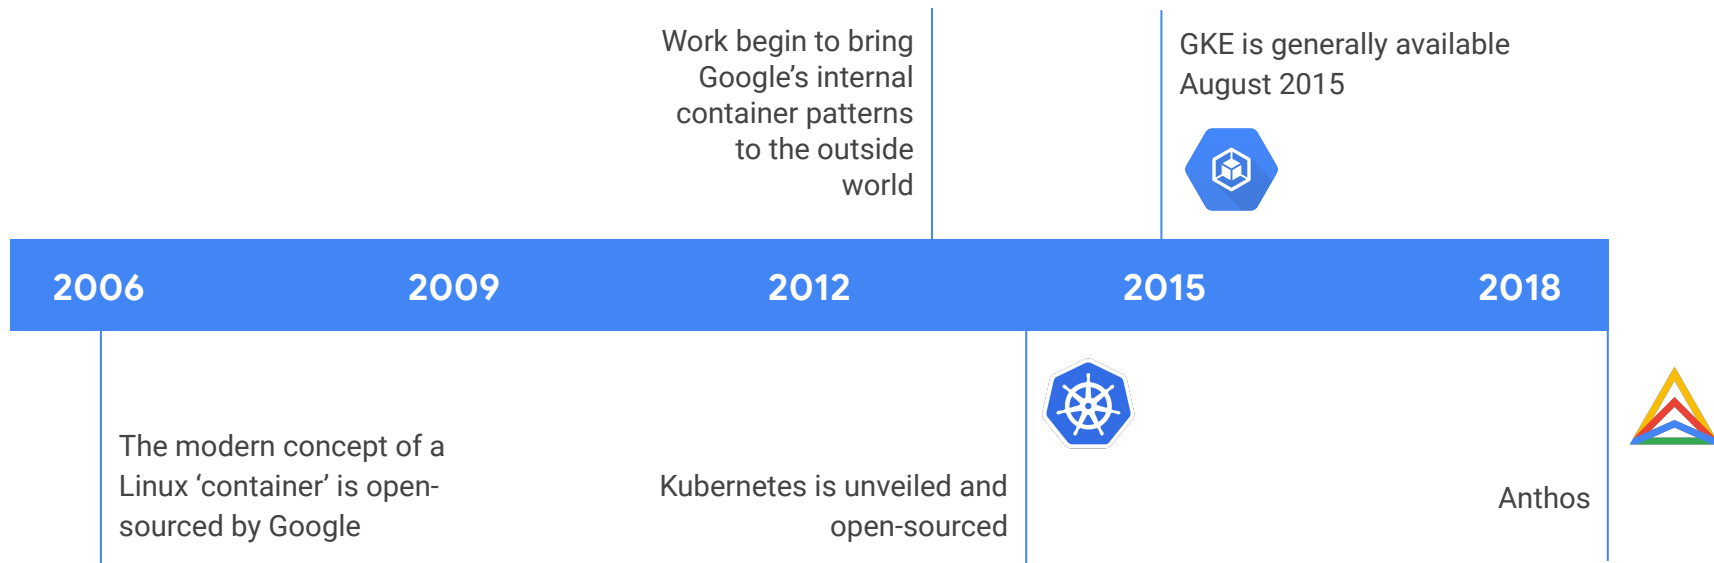 Work begin to bring
Google’s internal
container patterns
to the outside
world
GKE is generally available
August 2015
2006
2009
2012
2015
2018
The modern concept of a
Linux ‘container’ is open-
sourced by Google
Kubernetes is unveiled and
open-sourced
Anthos